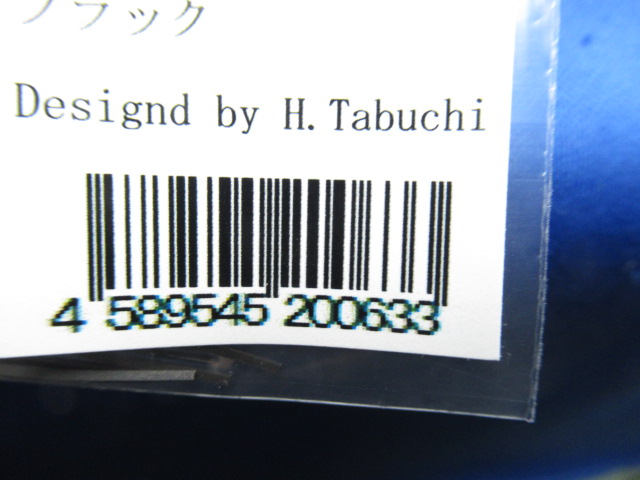 ブラック
Designd by H.Tabuchi
4 589545 200633